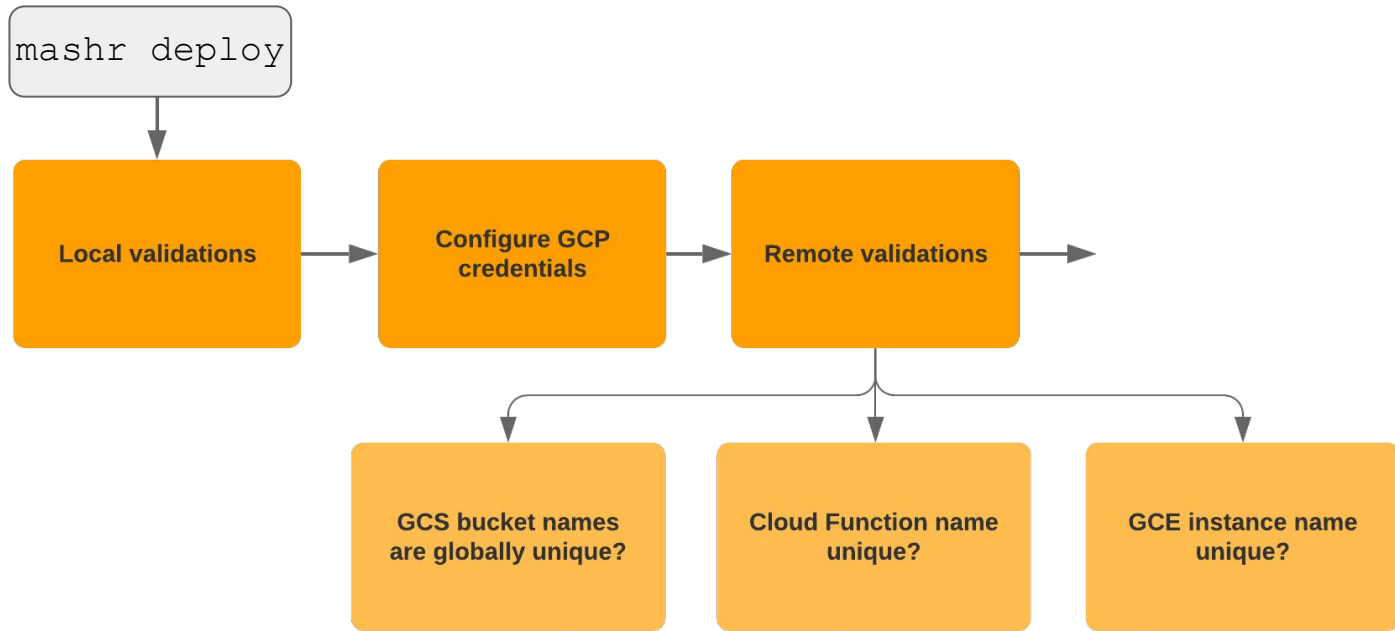 mashr deploy
Local validations
Configure GCP
credentials
Remote validations
GCS bucket names
are globally unique?
Cloud Function name
unique?
GCE instance name
unique?